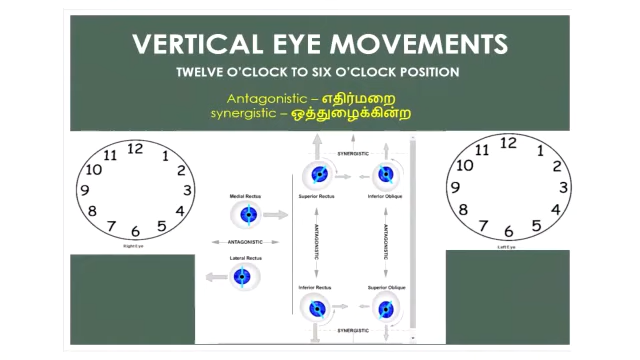 VERTICAL EYE MOVEMENTS
TWELVE O'CLOCK TO SIX O'CLOCK POSITION
Antagonistic – எதிர்மறை
synergistic – ஒத்துழைக்கின்ற
12
11 1
10 2
9 3
8 4
7 5
6
Right Eye
SYNERGISTIC
Medial Rectus
Superior Rectus
Inferior Oblique
ANTAGONISTIC
ANTAGONISTIC
ANTAGONISTIC
Lateral Rectus
Inferior Rectus
Superior Oblique
SYNERGISTIC
12
11 1
10 2
9 3
8 4
7 5
6
Left Eye